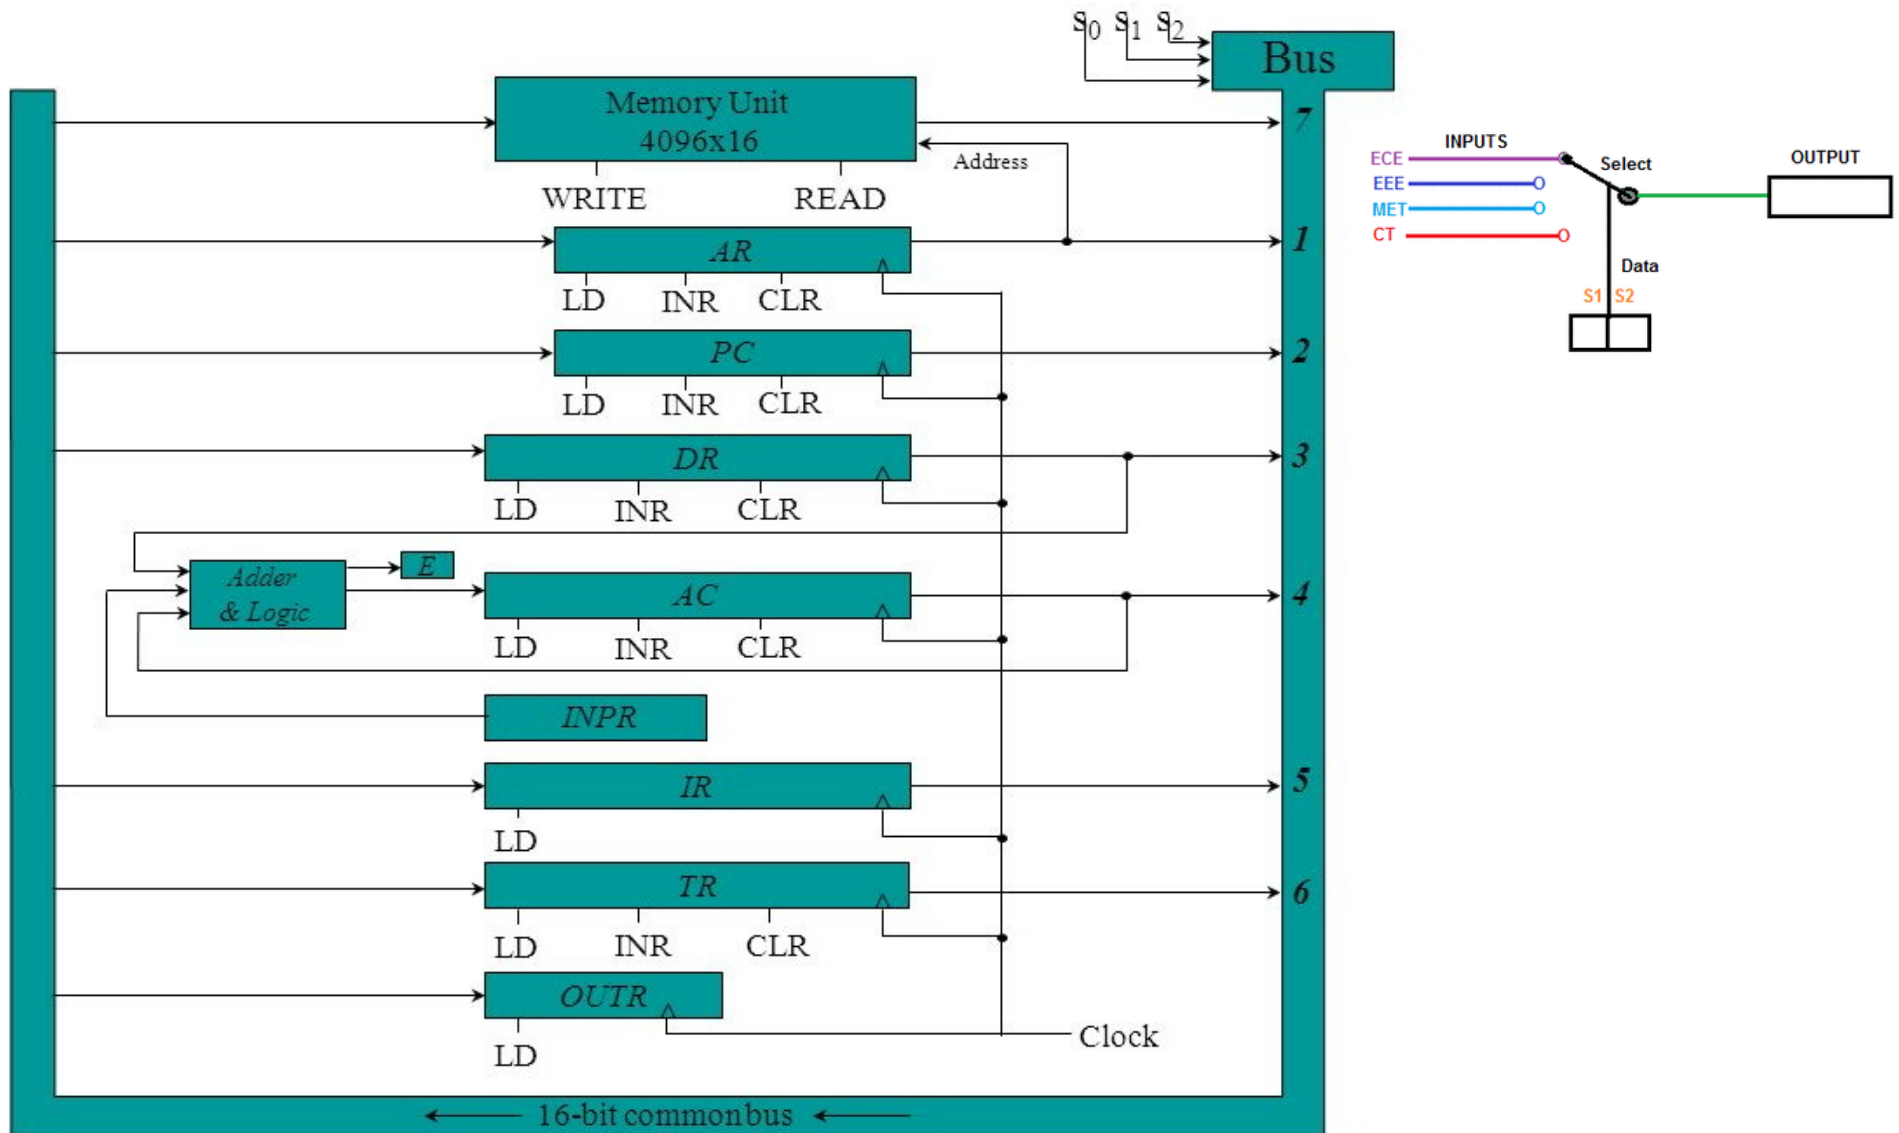 S0 S1 S2
Bus
Memory Unit
4096x16
7
Address
WRITE READ
AR
1
LD INR CLR
PC
2
LD INR CLR
DR
3
LD INR CLR
Adder
& Logic
E
AC
4
LD INR CLR
INPR
IR
5
LD
TR
6
LD INR CLR
OUTR
LD
Clock
16-bit common bus
INPUTS
ECE
EEE
MET
CT
Select
OUTPUT
Data
S1 S2